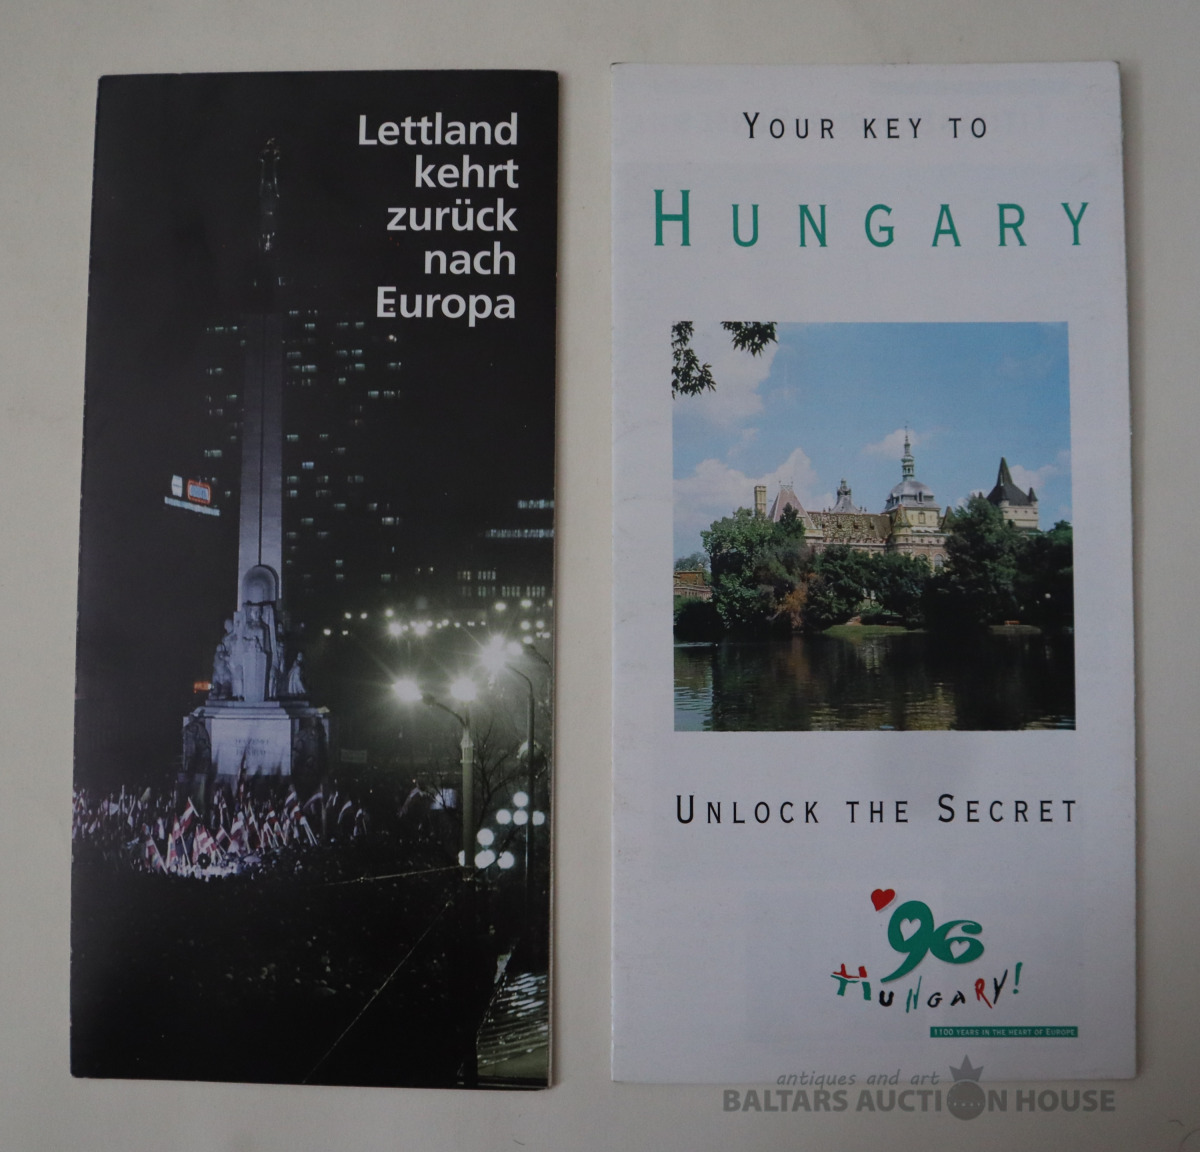 Lettland
kehrt
zurück
nach
Europa
YOUR KEY TO
HUNGARY
UNLOCK THE SECRET
'96
HUNGARY!
1100 YEARS IN THE HEART OF EUROPE
antiques and art
BALTARS AUCTION HOUSE